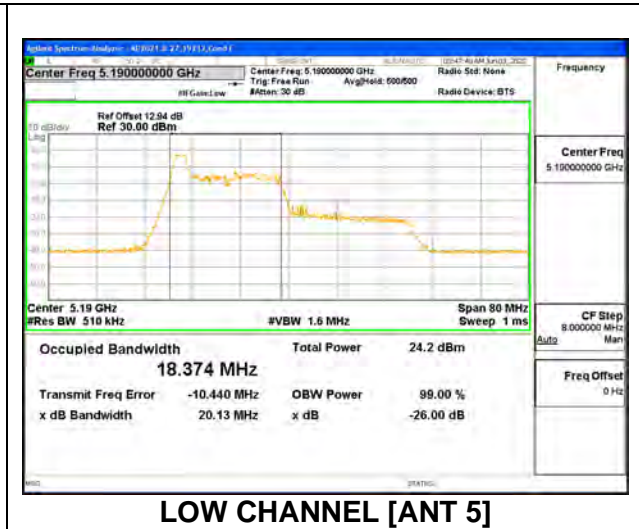 Center Freq 5.190000000 GHz
#IFGain:Low
Center Freq: 5.190000000 GHz
Trig: Free Run Avg|Hold: 500/500
#Atten: 30 dB
Radio Std: None
Radio Device: BTS
Frequency
Ref Offset 12.94 dB
10 dB/div Ref 30.00 dBm
Log
Center Freq
5.190000000 GHz
Center 5.19 GHz Span 80 MHz
#Res BW 510 kHz #VBW 1.6 MHz Sweep 1 ms
CF Step
8.000000 MHz
Auto Man
Occupied Bandwidth Total Power 24.2 dBm
18.374 MHz
Freq Offset
0 Hz
Transmit Freq Error -10.440 MHz OBW Power 99.00 %
x dB Bandwidth 20.13 MHz x dB -26.00 dB
MSG STATUS
LOW CHANNEL [ANT 5]